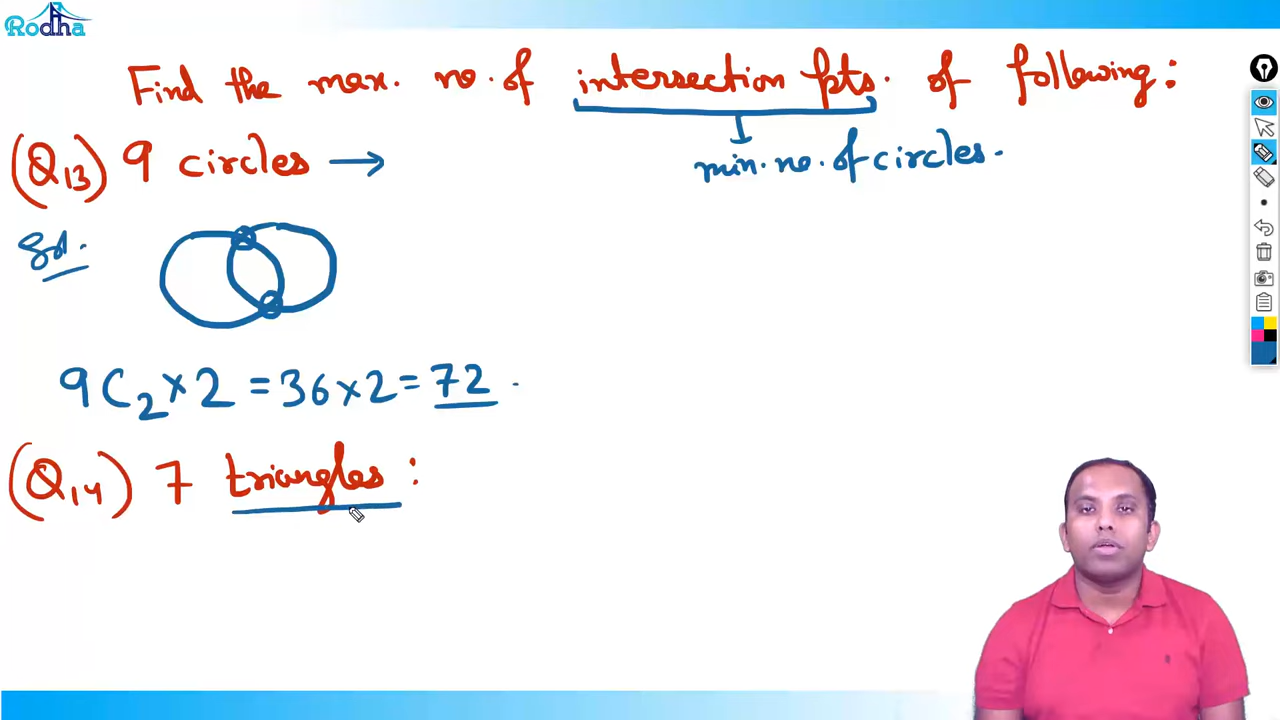 Rodha
Find the max. no. of intersection pts. of following:
(Q13) 9 circles →
min. no. of circles.
Sol.
9C2 × 2 = 36 × 2 = 72.
(Q14) 7 triangles: